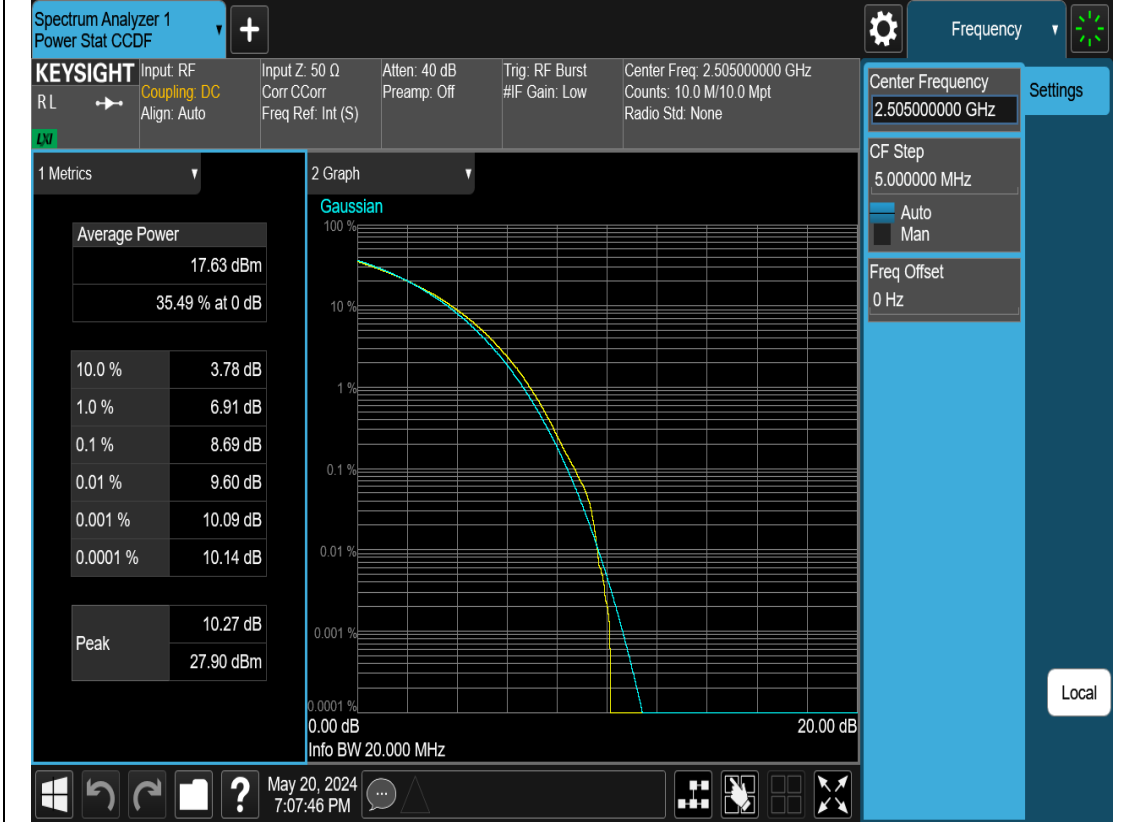 Spectrum Analyzer 1
Power Stat CCDF
+
Frequency
KEYSIGHT
RL
LXI
Input: RF
Coupling: DC
Align: Auto
Input Z: 50 Ω
Corr CCorr
Freq Ref: Int (S)
Atten: 40 dB
Preamp: Off
Trig: RF Burst
#IF Gain: Low
Center Freq: 2.505000000 GHz
Counts: 10.0 M/10.0 Mpt
Radio Std: None
Center Frequency
2.505000000 GHz
Settings
CF Step
5.000000 MHz
Auto
Man
Freq Offset
0 Hz
Local
1 Metrics
Average Power
17.63 dBm
35.49 % at 0 dB
10.0 % 3.78 dB
1.0 % 6.91 dB
0.1 % 8.69 dB
0.01 % 9.60 dB
0.001 % 10.09 dB
0.0001 % 10.14 dB
Peak
10.27 dB
27.90 dBm
2 Graph
Gaussian
100 %
10 %
1 %
0.1 %
0.01 %
0.001 %
0.0001 %
0.00 dB 20.00 dB
Info BW 20.000 MHz
?
May 20, 2024
7:07:46 PM